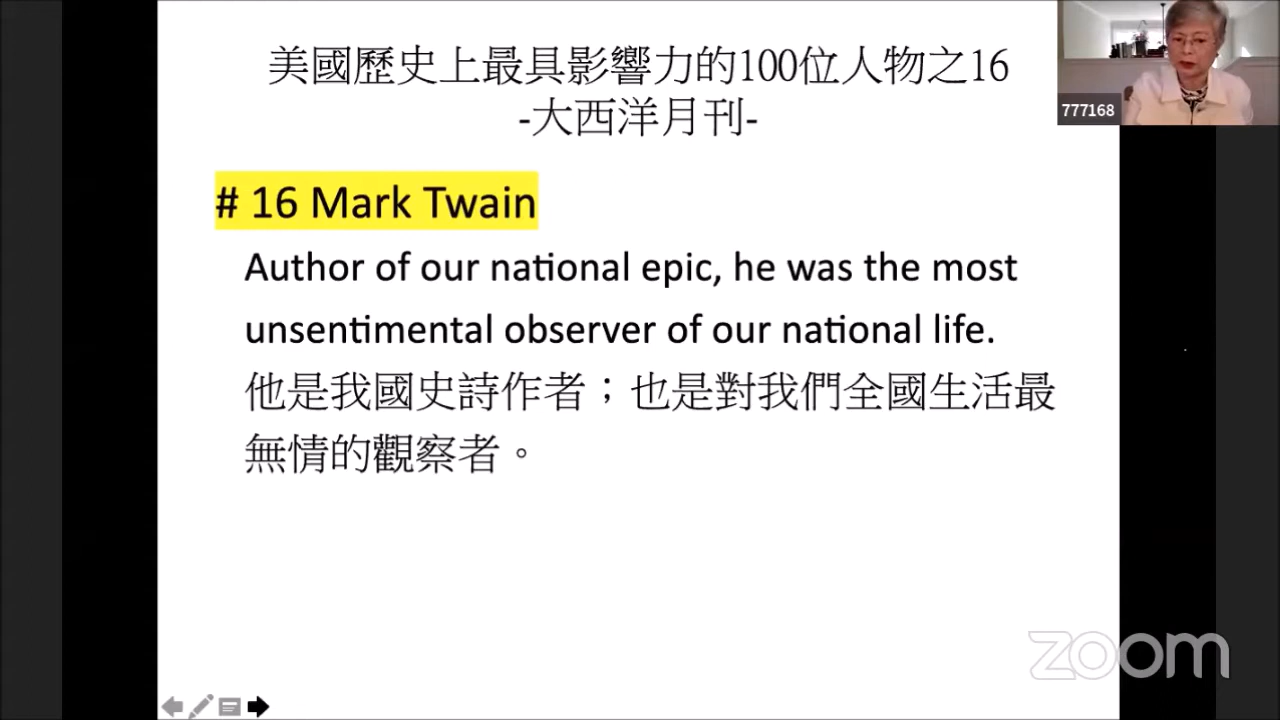 美國歷史上最具影響力的100位人物之16
-大西洋月刊-
777168
# 16 Mark Twain
Author of our national epic, he was the most
unsentimental observer of our national life.
他是我國史詩作者；也是對我們全國生活最
無情的觀察者。
zoom